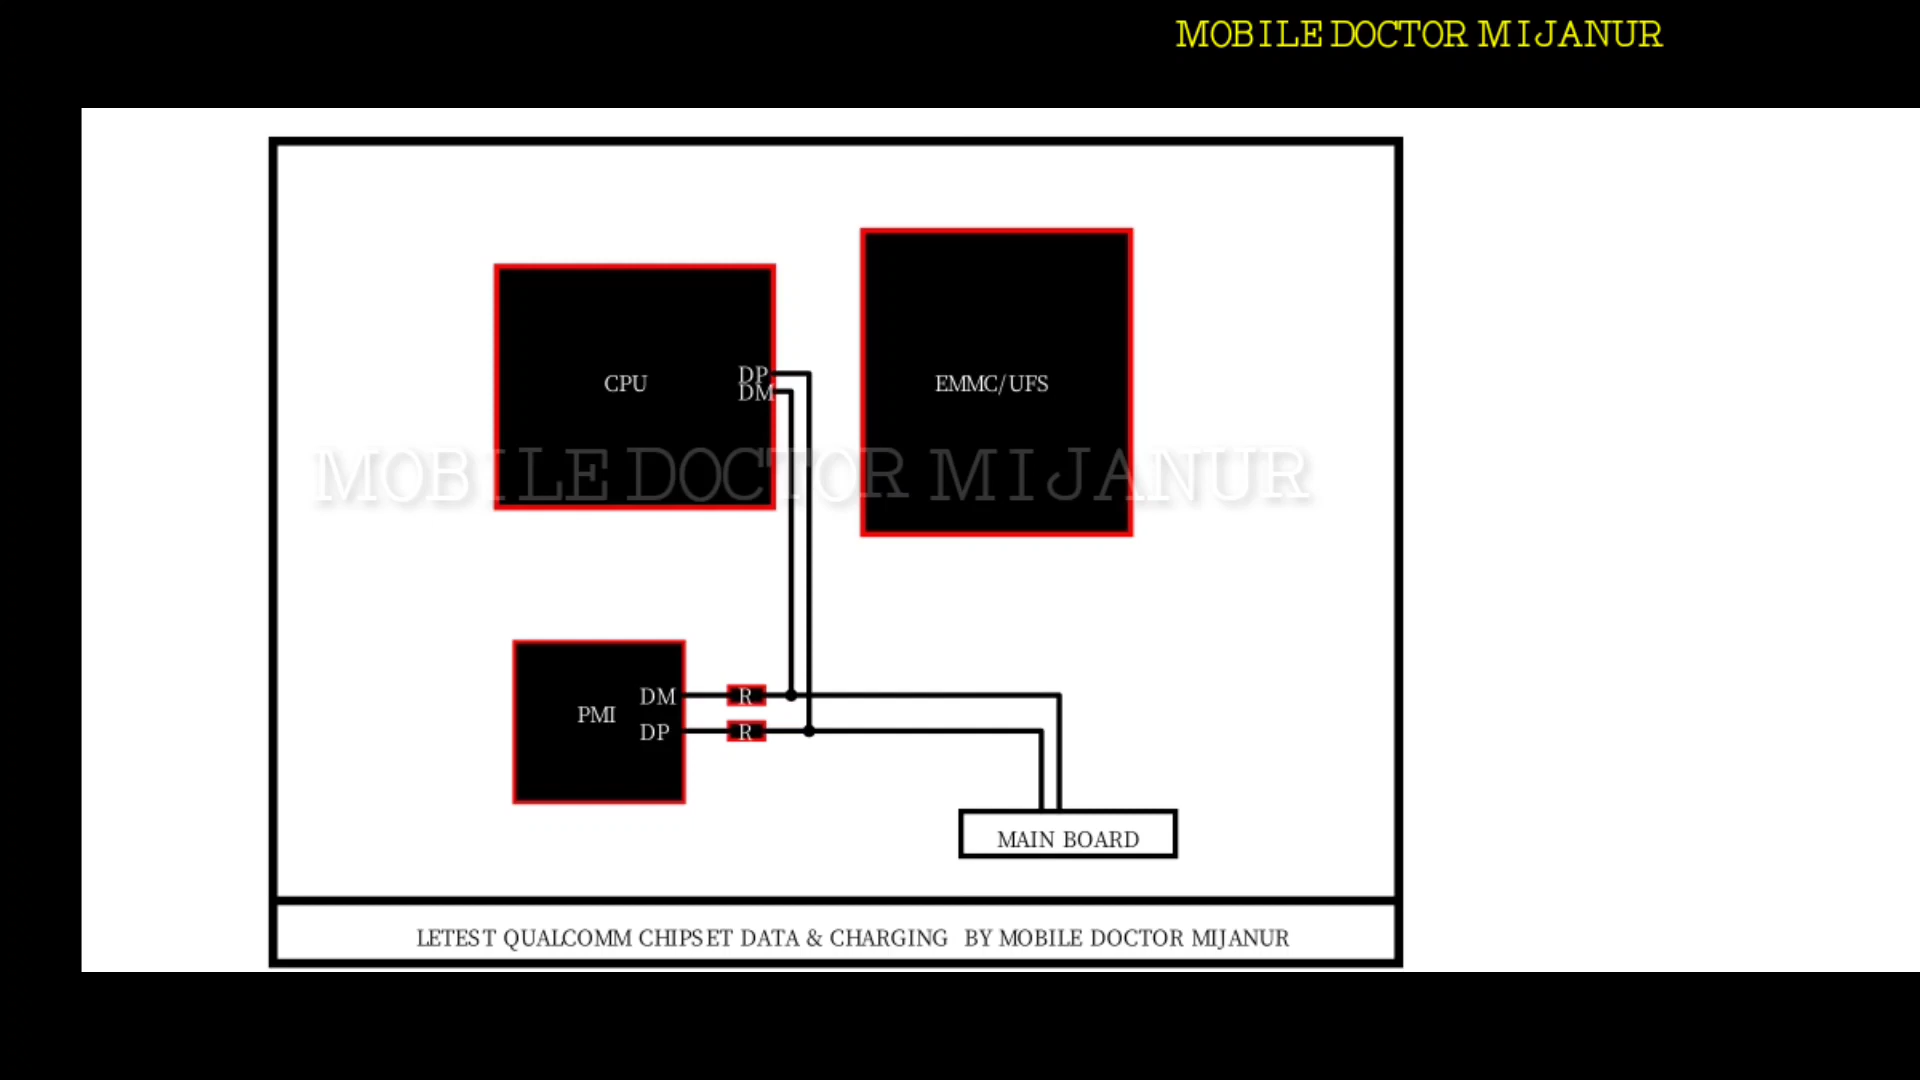 MOBILE DOCTOR MIJANUR
CPU
DP
DM
EMMC/UFS
MOBILE DOCTOR MIJANUR
PMI
DM
DP
R
R
MAIN BOARD
LETEST QUALCOMM CHIPSET DATA & CHARGING BY MOBILE DOCTOR MIJANUR